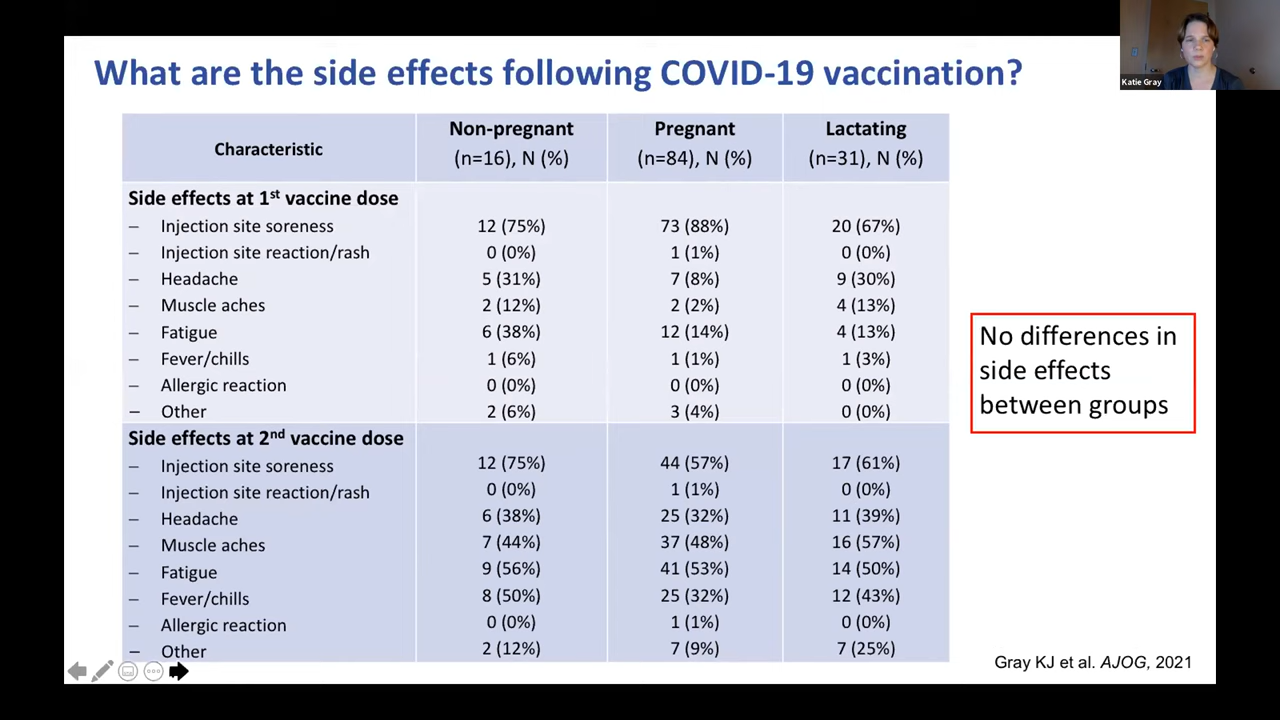 What are the side effects following COVID-19 vaccination?
Katie Gray
Characteristic Non-pregnant (n=16), N (%) Pregnant (n=84), N (%) Lactating (n=31), N (%)
Side effects at 1st vaccine dose
– Injection site soreness 12 (75%) 73 (88%) 20 (67%)
– Injection site reaction/rash 0 (0%) 1 (1%) 0 (0%)
– Headache 5 (31%) 7 (8%) 9 (30%)
– Muscle aches 2 (12%) 2 (2%) 4 (13%)
– Fatigue 6 (38%) 12 (14%) 4 (13%)
– Fever/chills 1 (6%) 1 (1%) 1 (3%)
– Allergic reaction 0 (0%) 0 (0%) 0 (0%)
– Other 2 (6%) 3 (4%) 0 (0%)
Side effects at 2nd vaccine dose
– Injection site soreness 12 (75%) 44 (57%) 17 (61%)
– Injection site reaction/rash 0 (0%) 1 (1%) 0 (0%)
– Headache 6 (38%) 25 (32%) 11 (39%)
– Muscle aches 7 (44%) 37 (48%) 16 (57%)
– Fatigue 9 (56%) 41 (53%) 14 (50%)
– Fever/chills 8 (50%) 25 (32%) 12 (43%)
– Allergic reaction 0 (0%) 1 (1%) 0 (0%)
– Other 2 (12%) 7 (9%) 7 (25%)
No differences in
side effects
between groups
Gray KJ et al. AJOG, 2021